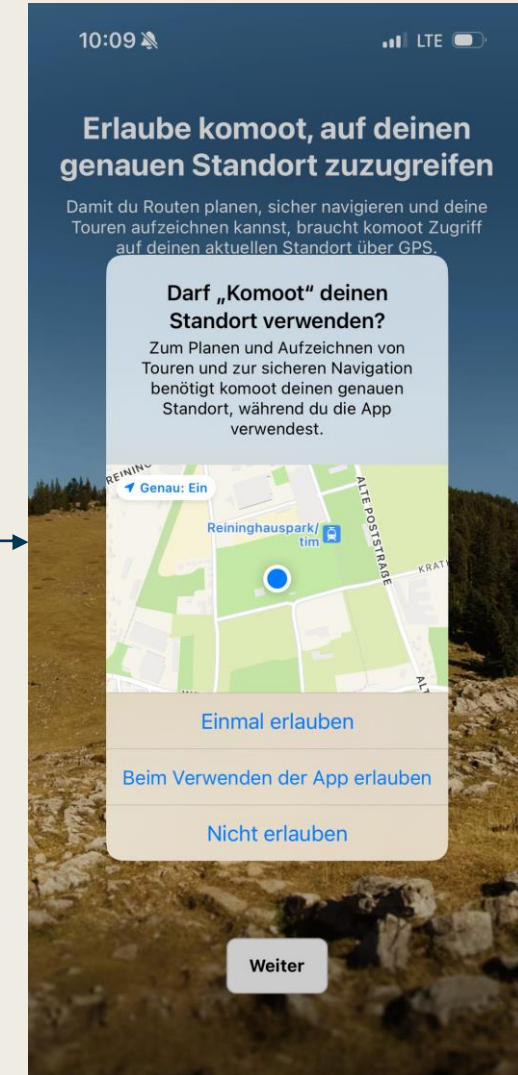 10:09
LTE
Erlaube komoot, auf deinen
genauen Standort zuzugreifen
Damit du Routen planen, sicher navigieren und deine
Touren aufzeichnen kannst, braucht komoot Zugriff
auf deinen aktuellen Standort über GPS.
Darf „Komoot“ deinen
Standort verwenden?
Zum Planen und Aufzeichnen von
Touren und zur sicheren Navigation
benötigt komoot deinen genauen
Standort, während du die App
verwendest.
Genau: Ein
Reininghauspark/
tim
ALTE POSTSTRAßE
Einmal erlauben
Beim Verwenden der App erlauben
Nicht erlauben
Weiter